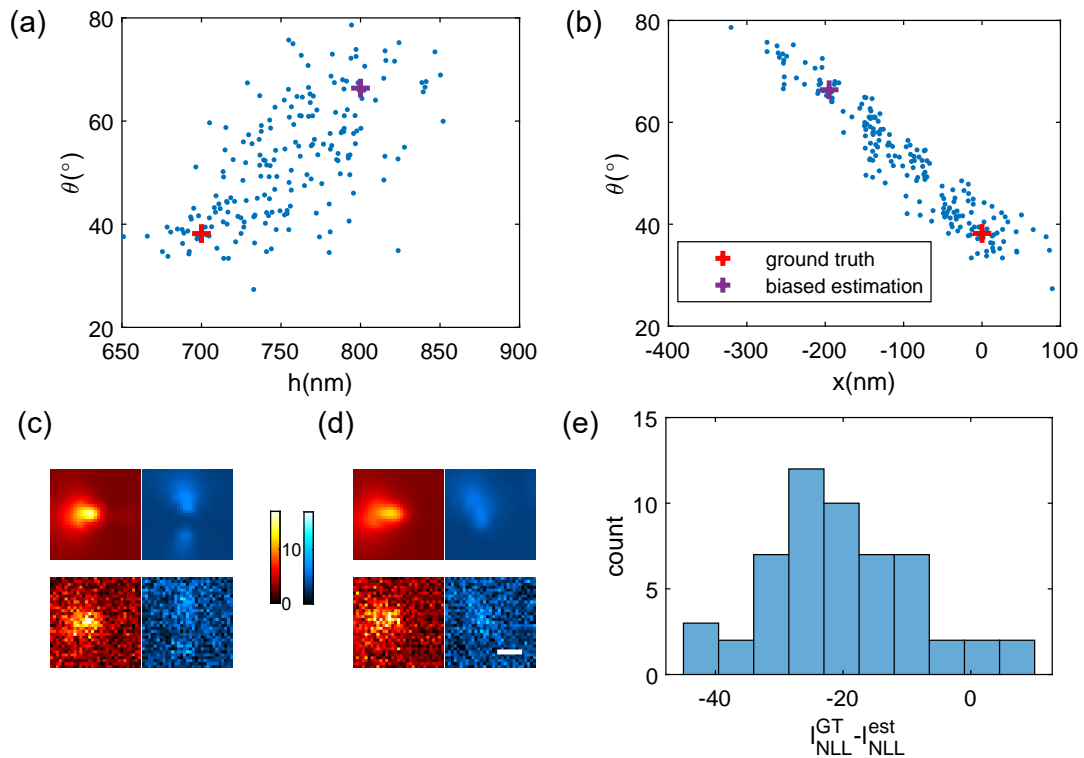 (a)
80
60
40
20
θ(°)
650 700 750 800 850 900
h(nm)
(b)
80
60
40
20
θ(°)
ground truth
biased estimation
-400 -300 -200 -100 0 100
x(nm)
(c)
10
0
(d)
(e)
15
10
5
0
count
-40 -20 0
l_NLL^GT-l_NLL^est